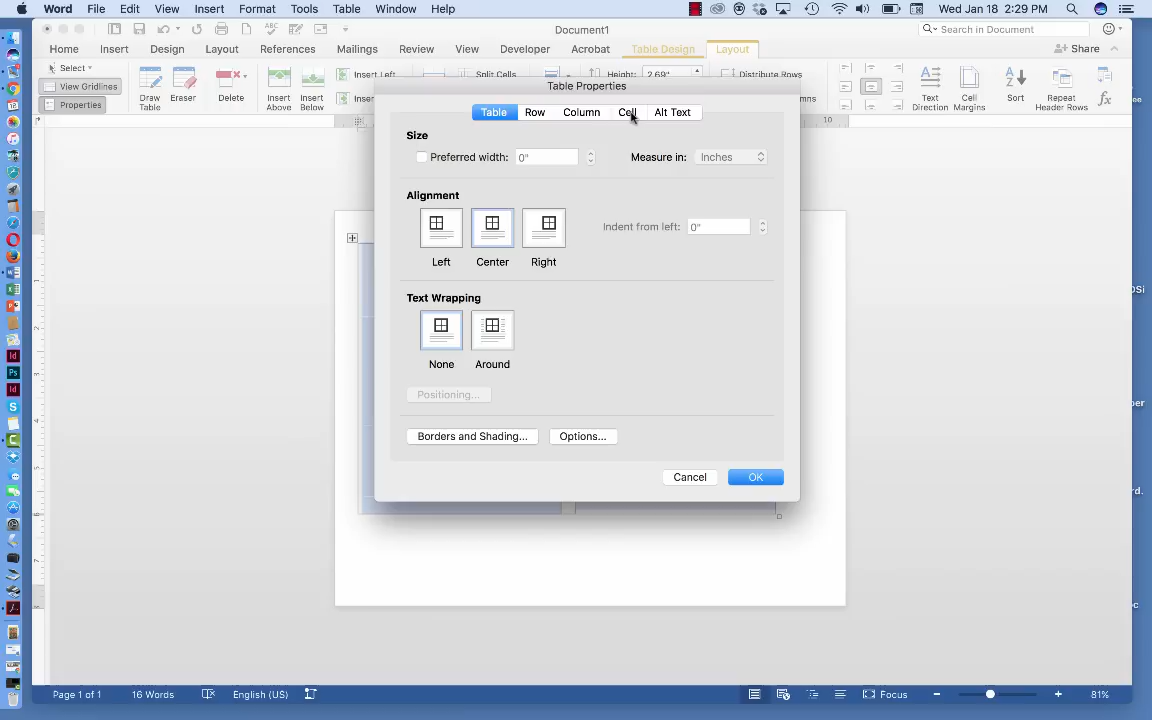 Word File Edit View Insert Format Tools Table Window Help Wed Jan 18 2:29 PM
Document1
Search in Document
Home Insert Design Layout References Mailings Review View Developer Acrobat Table Design Layout Share
Select
View Gridlines
Properties
Draw Table
Eraser
Delete
Insert Above
Insert Below
Insert Left
Split Cells
Height: 2.69"
Distribute Rows
Text Direction
Cell Margins
Sort
Repeat Header Rows
Table Properties
Table Row Column Cell Alt Text
10
Size
Preferred width: 0" Measure in: Inches
Alignment
Indent from left: 0"
Left Center Right
Text Wrapping
None Around
Positioning...
Borders and Shading... Options...
Cancel OK
Page 1 of 1 16 Words English (US) Focus 81%